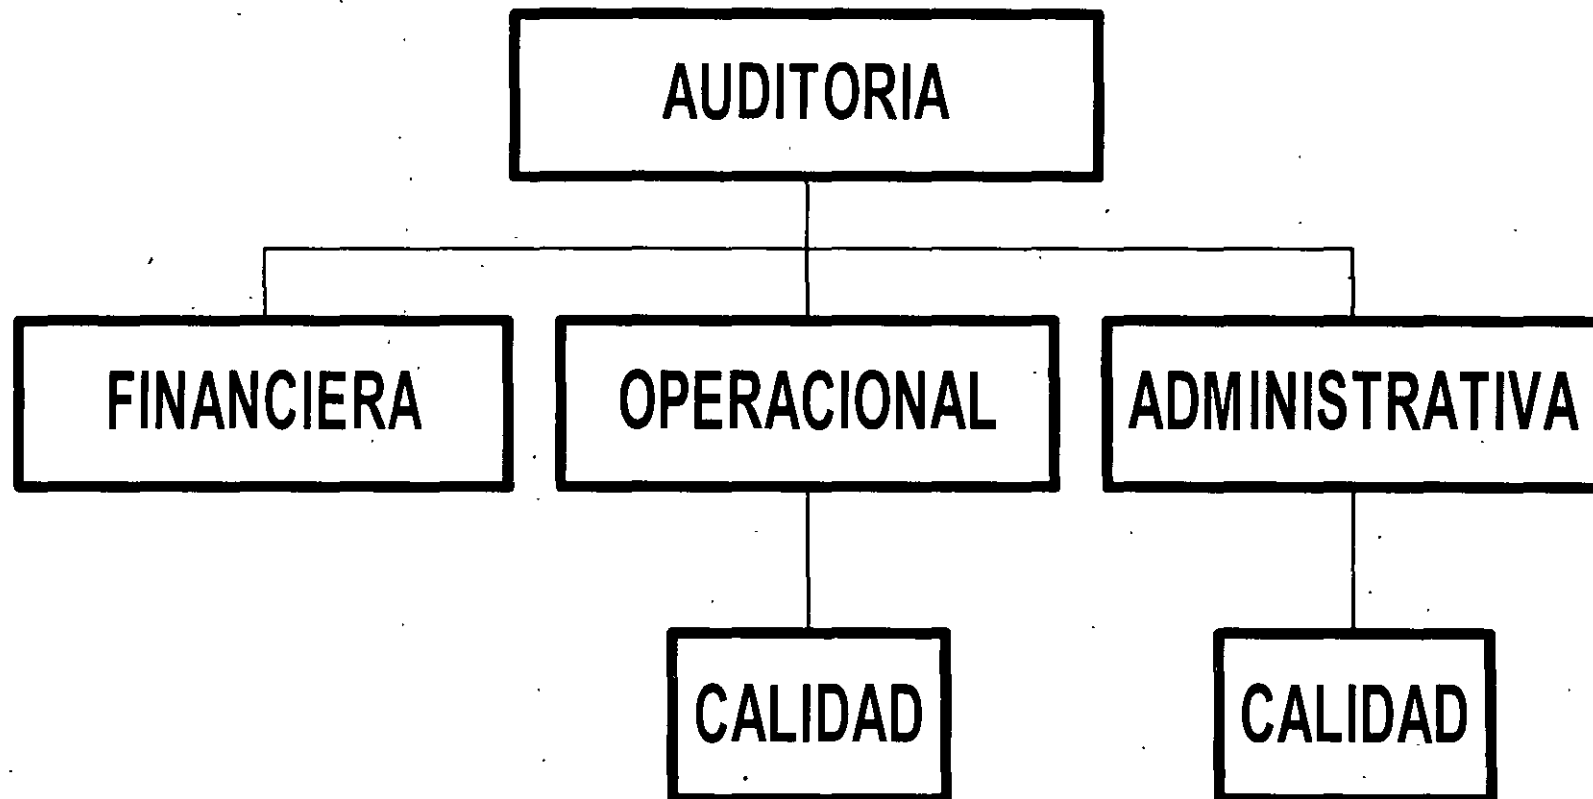 AUDITORIA
FINANCIERA
OPERACIONAL
ADMINISTRATIVA
CALIDAD
CALIDAD